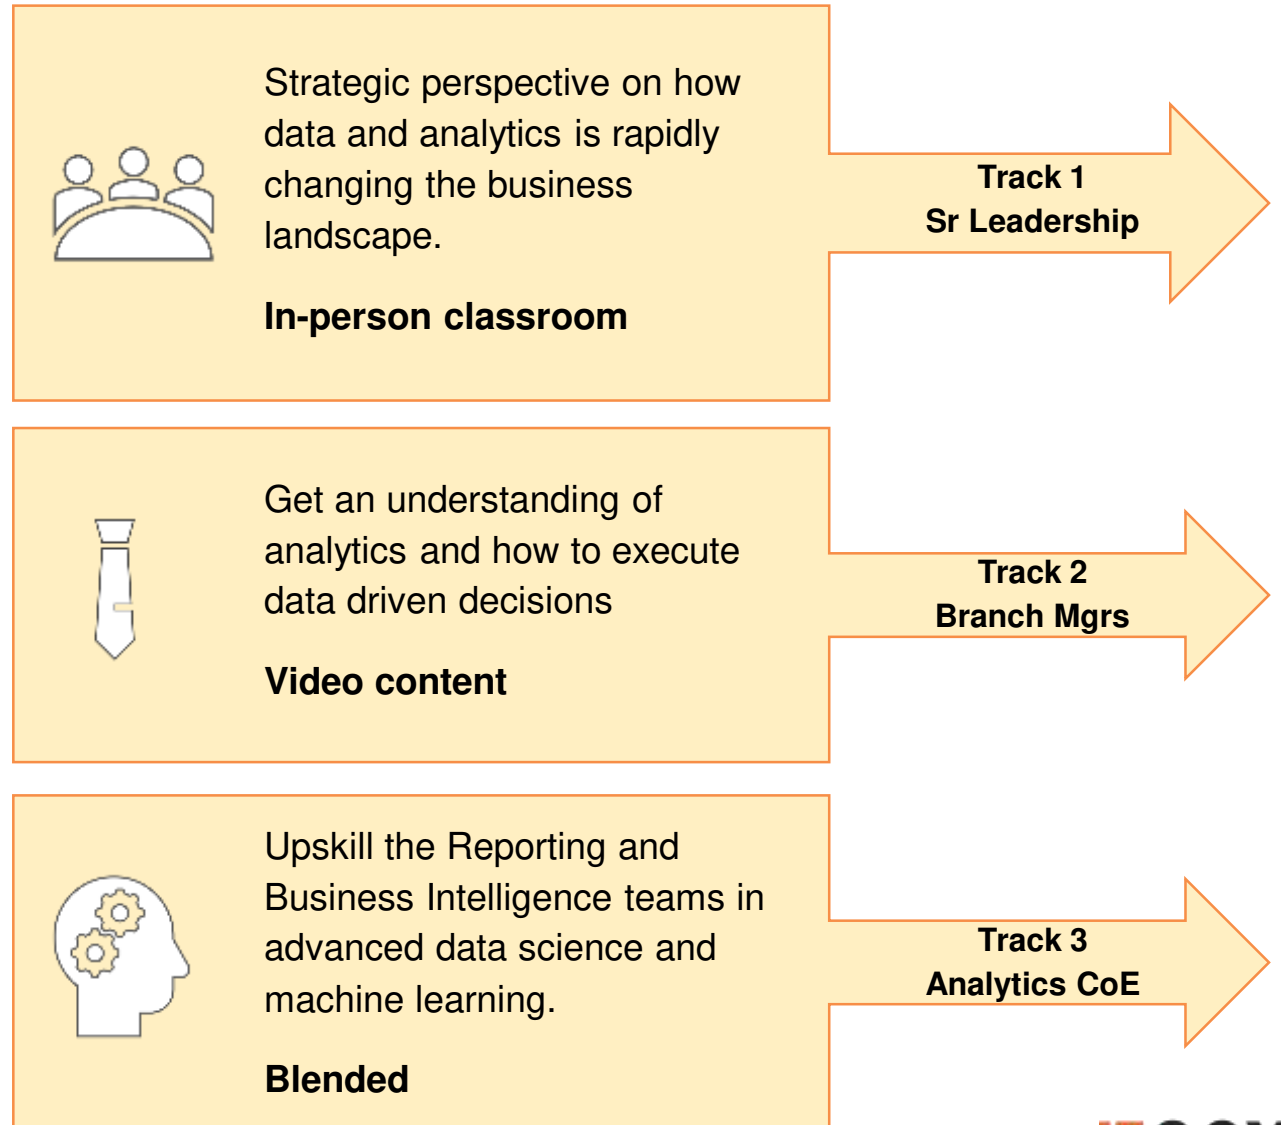 Strategic perspective on how
data and analytics is rapidly
changing the business
landscape.
In-person classroom
Track 1
Sr Leadership
Get an understanding of
analytics and how to execute
data driven decisions
Video content
Track 2
Branch Mgrs
Upskill the Reporting and
Business Intelligence teams in
advanced data science and
machine learning.
Blended
Track 3
Analytics CoE